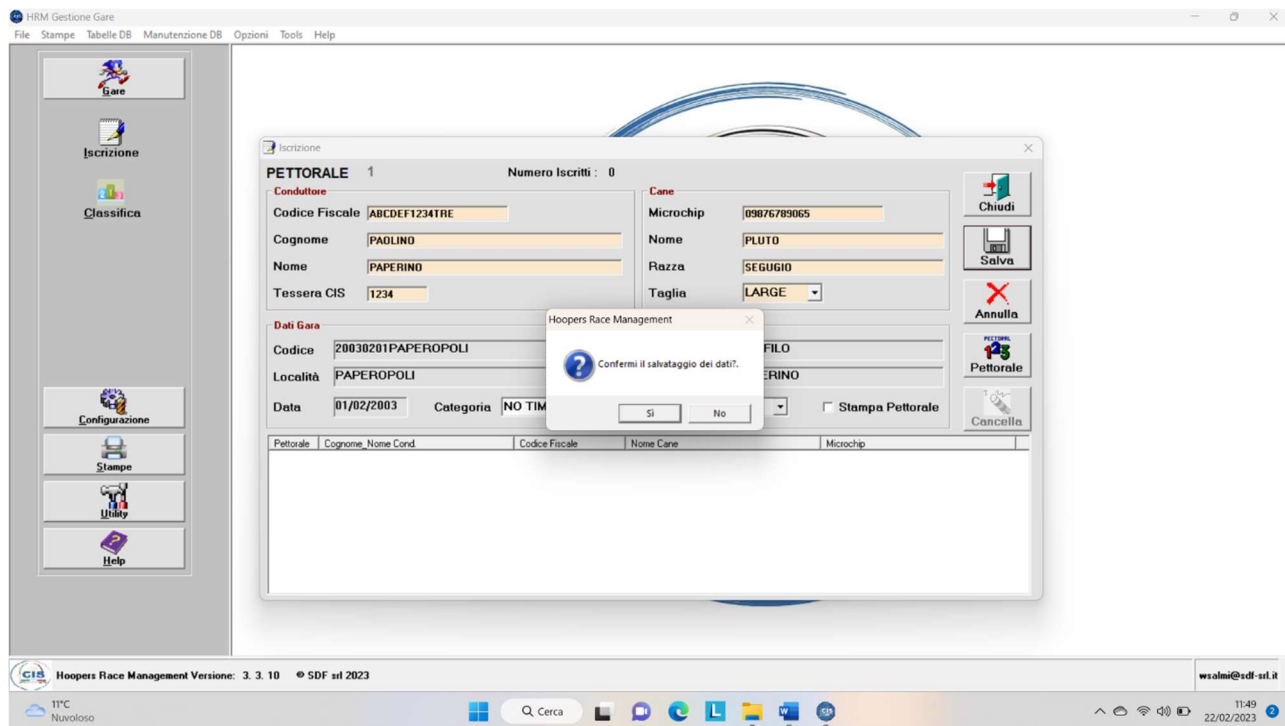 HRM Gestione Gare
File Stampe Tabelle DB Manutenzione DB Opzioni Tools Help
Gare
Iscrizione
Classifica
Configurazione
Stampe
Utility
Help
Iscrizione
PETTORALE 1 Numero Iscritti : 0
Conduttore
Codice Fiscale ABCDEF1234TRE
Cognome PAOLINO
Nome PAPERINO
Tessera CIS 1234
Cane
Microchip 09876789065
Nome PLUTO
Razza SEGUGIO
Taglia LARGE
Dati Gara
Codice 20030201PAPEROPOLI FILO
Località PAPEROPOLI ERINO
Data 01/02/2003 Categoria NO TIM Stampa Pettorale
Hoopers Race Management
Confermi il salvataggio dei dati?.
Sì No
Chiudi
Salva
Annulla
PECTORAL
123
Pettorale
Cancella
Pettorale Cognome_Nome Cond. Codice Fiscale Nome Cane Microchip
CIS Hoopers Race Management Versione: 3. 3. 10 © SDF srl 2023 wsalmi@sdf-srl.it
11°C
Nuvoloso
Cerca
11:49
22/02/2023
2